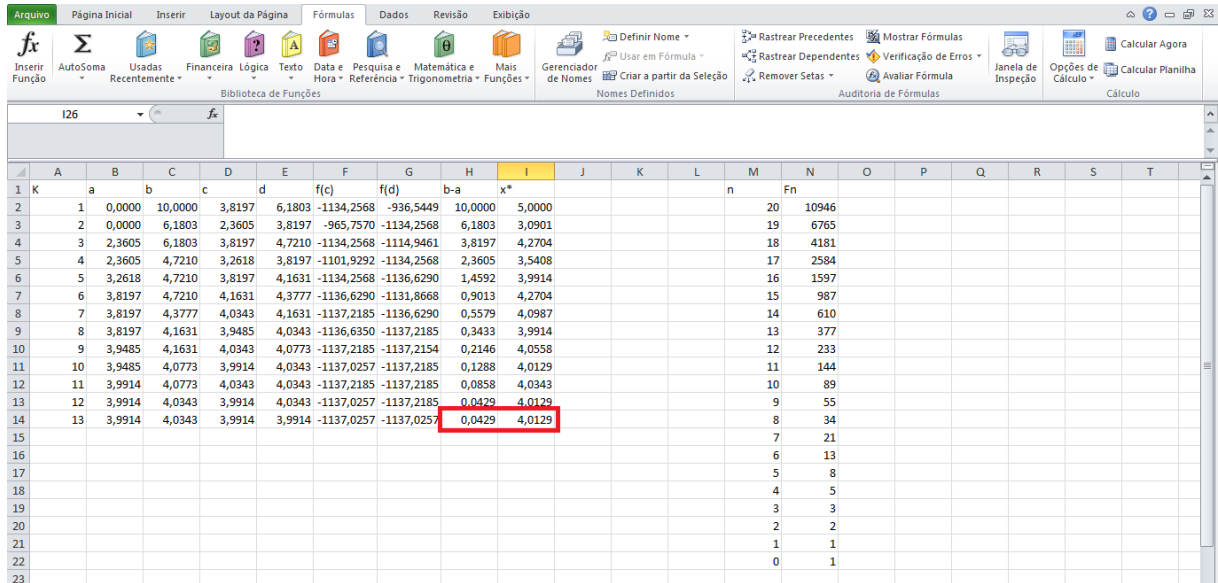 Arquivo Página Inicial Inserir Layout da Página Fórmulas Dados Revisão Exibição
fx Σ ? A θ
Inserir Função AutoSoma Usadas Recentemente Financeira Lógica Texto Data e Hora Pesquisa e Referência Matemática e Trigonometria Mais Funções
Biblioteca de Funções
Gerenciador de Nomes
Definir Nome
Usar em Fórmula
Criar a partir da Seleção
Nomes Definidos
Rastrear Precedentes
Rastrear Dependentes
Remover Setas
Mostrar Fórmulas
Verificação de Erros
Avaliar Fórmula
Auditoria de Fórmulas
Janela de Inspeção
Opções de Cálculo
Calcular Agora
Calcular Planilha
Cálculo
I26 fx
A B C D E F G H I J K L M N O P Q R S T
1 K a b c d f(c) f(d) b-a x* n Fn
2 1 0,0000 10,0000 3,8197 6,1803 -1134,2568 -936,5449 10,0000 5,0000 20 10946
3 2 0,0000 6,1803 2,3605 3,8197 -965,7570 -1134,2568 6,1803 3,0901 19 6765
4 3 2,3605 6,1803 3,8197 4,7210 -1134,2568 -1114,9461 3,8197 4,2704 18 4181
5 4 2,3605 4,7210 3,2618 3,8197 -1101,9292 -1134,2568 2,3605 3,5408 17 2584
6 5 3,2618 4,7210 3,8197 4,1631 -1134,2568 -1136,6290 1,4592 3,9914 16 1597
7 6 3,8197 4,7210 4,1631 4,3777 -1136,6290 -1131,8668 0,9013 4,2704 15 987
8 7 3,8197 4,3777 4,0343 4,1631 -1137,2185 -1136,6290 0,5579 4,0987 14 610
9 8 3,8197 4,1631 3,9485 4,0343 -1136,6350 -1137,2185 0,3433 3,9914 13 377
10 9 3,9485 4,1631 4,0343 4,0773 -1137,2185 -1137,2154 0,2146 4,0558 12 233
11 10 3,9485 4,0773 3,9914 4,0343 -1137,0257 -1137,2185 0,1288 4,0129 11 144
12 11 3,9914 4,0773 4,0343 4,0343 -1137,2185 -1137,2185 0,0858 4,0343 10 89
13 12 3,9914 4,0343 3,9914 4,0343 -1137,0257 -1137,2185 0,0429 4,0129 9 55
14 13 3,9914 4,0343 3,9914 3,9914 -1137,0257 -1137,0257 0,0429 4,0129 8 34
15 7 21
16 6 13
17 5 8
18 4 5
19 3 3
20 2 2
21 1 1
22 0 1
23